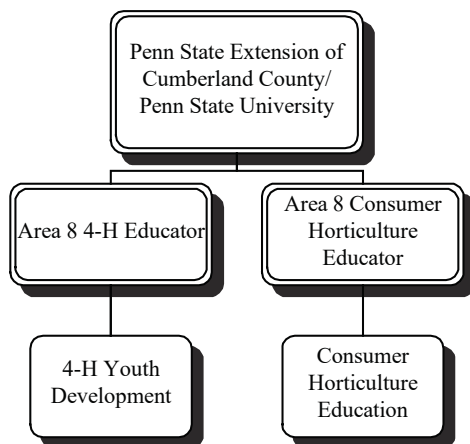 Penn State Extension of
Cumberland County/
Penn State University
Area 8 4-H Educator
Area 8 Consumer
Horticulture
Educator
4-H Youth
Development
Consumer
Horticulture
Education